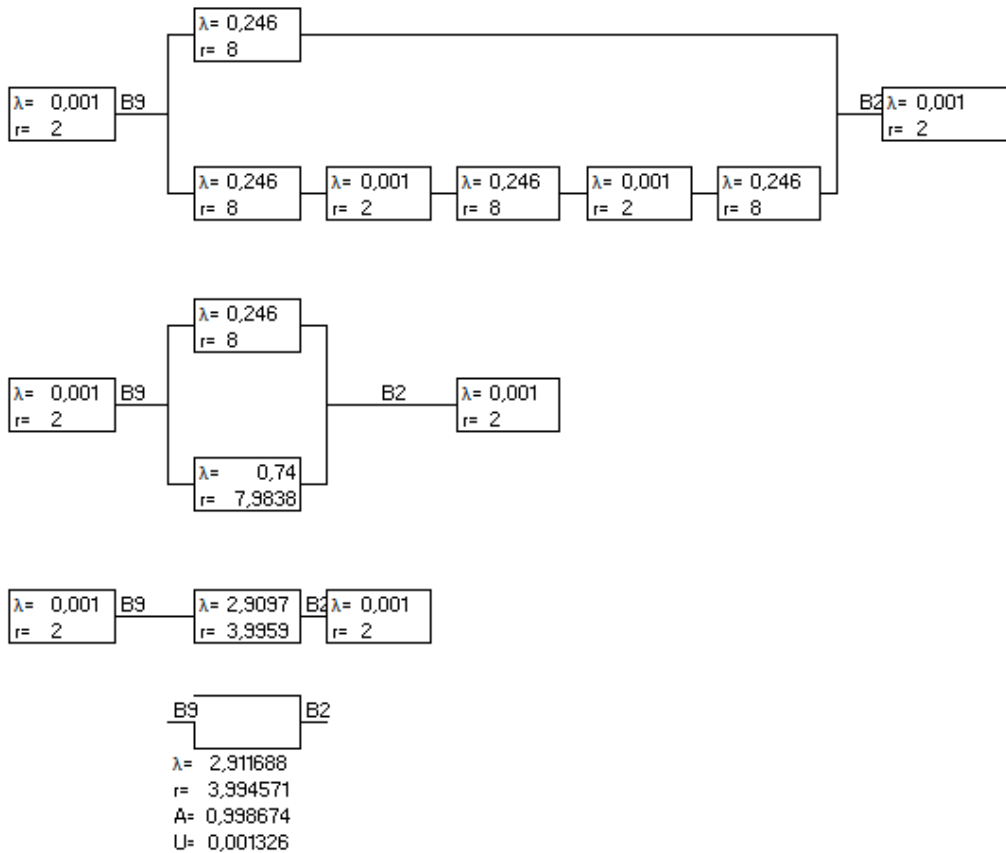 λ= 0,246
r= 8
λ= 0,001
r= 2
B9
B2
λ= 0,001
r= 2
λ= 0,246
r= 8
λ= 0,001
r= 2
λ= 0,246
r= 8
λ= 0,001
r= 2
λ= 0,246
r= 8
λ= 0,246
r= 8
λ= 0,001
r= 2
B9
B2
λ= 0,001
r= 2
λ= 0,74
r= 7,9838
λ= 0,001
r= 2
B9
λ= 2,9097
r= 3,9959
B2
λ= 0,001
r= 2
B9
B2
λ= 2,911688
r= 3,994571
A= 0,998674
U= 0,001326